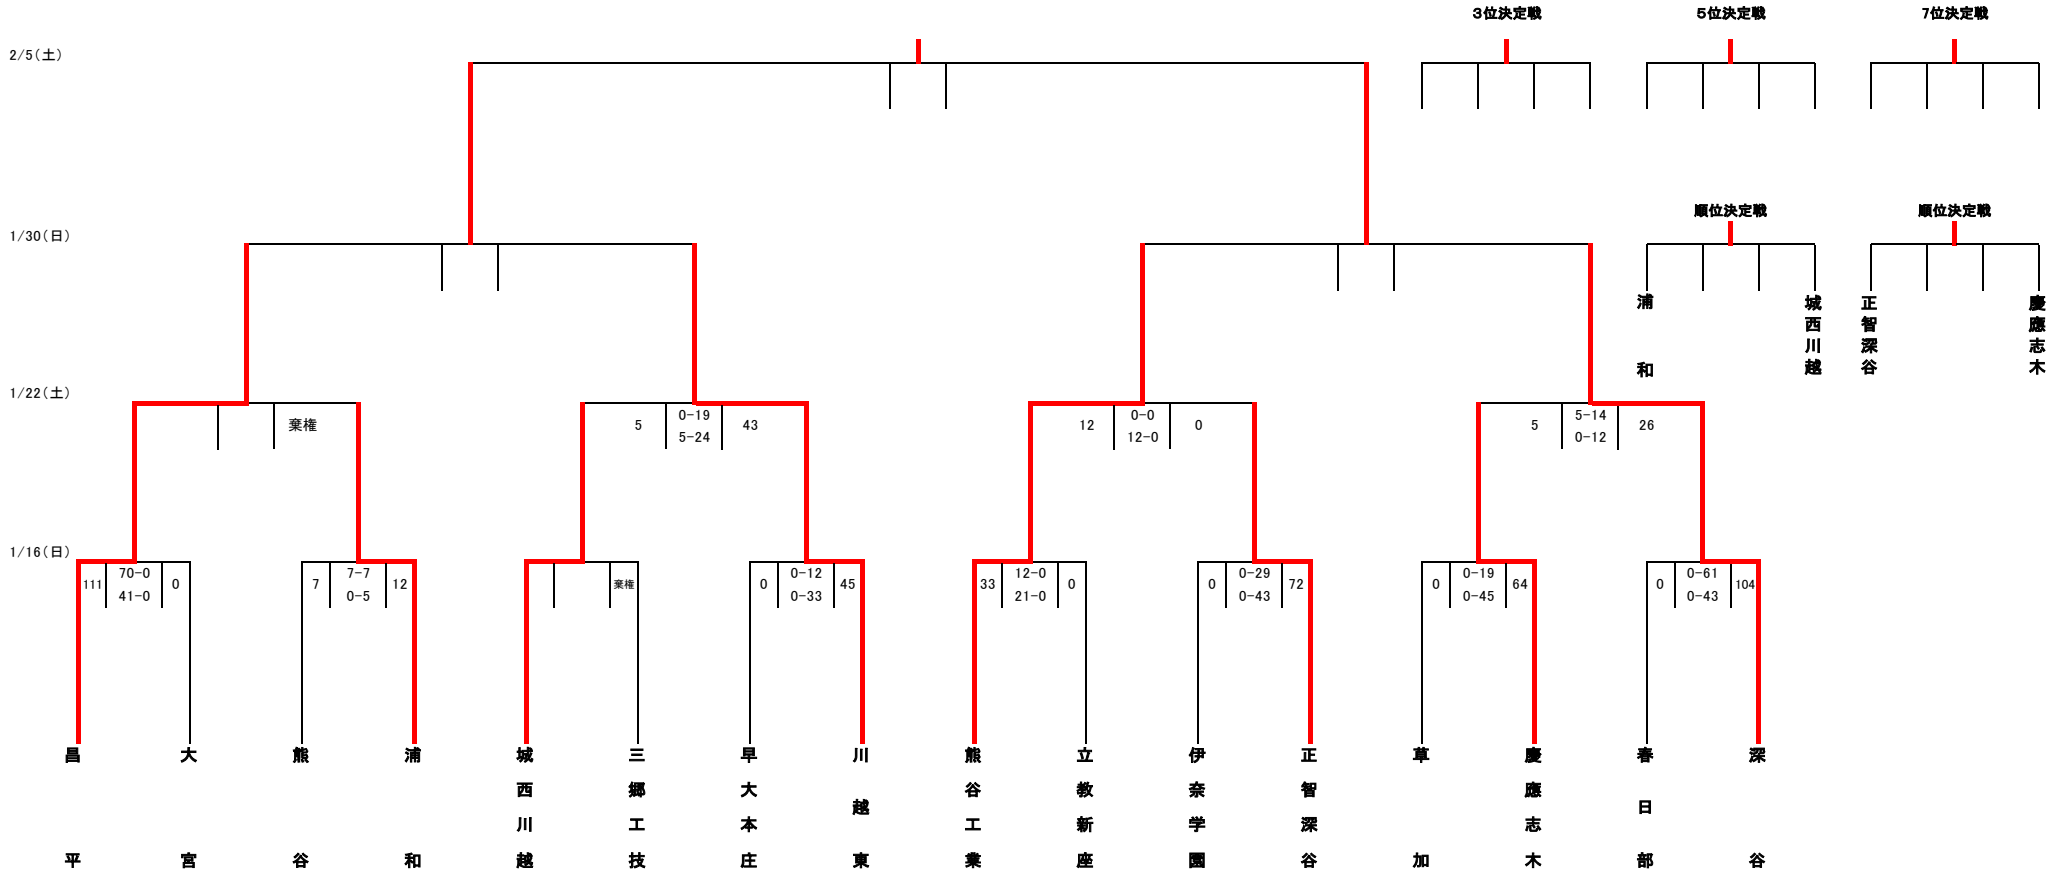 3位決定戦 5位決定戦 7位決定戦
2/5(土)
1/30(日)
順位決定戦 順位決定戦
浦和 城西川越 正智深谷 慶應志木
1/22(土)
棄権
5 0-19 43
5-24
12 0-0 0
12-0
5 5-14 26
0-12
1/16(日)
111 70-0 0
41-0
7 7-7 12
0-5
棄権
0 0-12 45
0-33
33 12-0 0
21-0
0 0-29 72
0-43
0 0-19 64
0-45
0 0-61 104
0-43
昌平
大宮
熊谷
浦和
城西川越
三郷工技
早大本庄
川越東
熊谷工業
立教新座
伊奈学園
正智深谷
草加
慶應志木
春日部
深谷